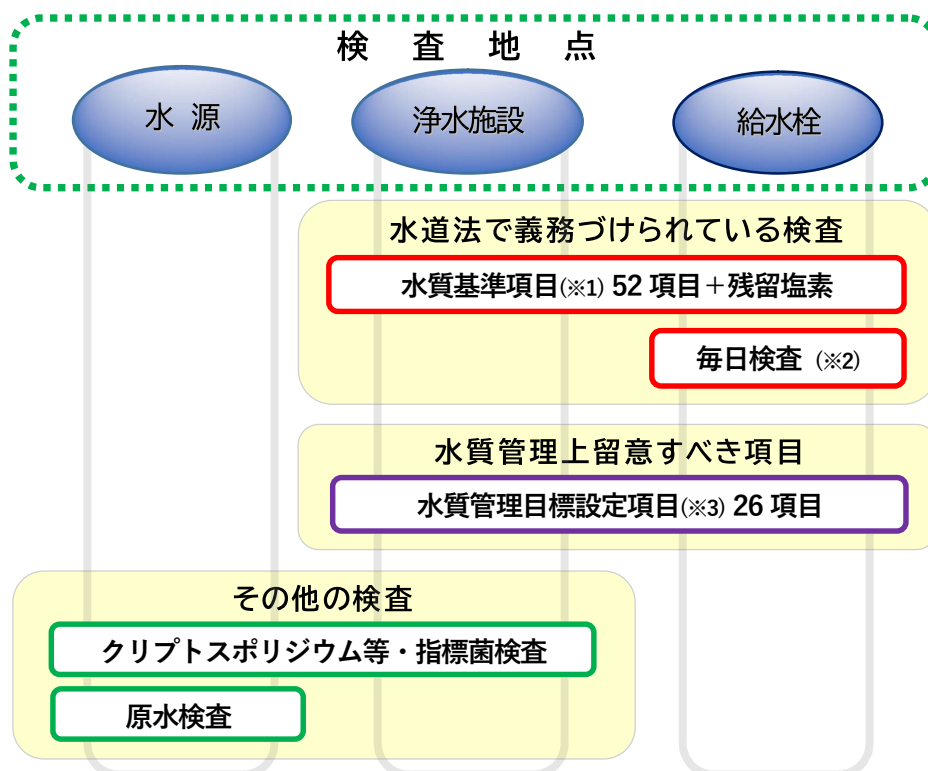 検査地点
水源
浄水施設
給水栓
水道法で義務づけられている検査
水質基準項目(※1) 52 項目＋残留塩素
毎日検査 (※2)
水質管理上留意すべき項目
水質管理目標設定項目(※3) 26 項目
その他の検査
クリプトスポリジウム等・指標菌検査
原水検査